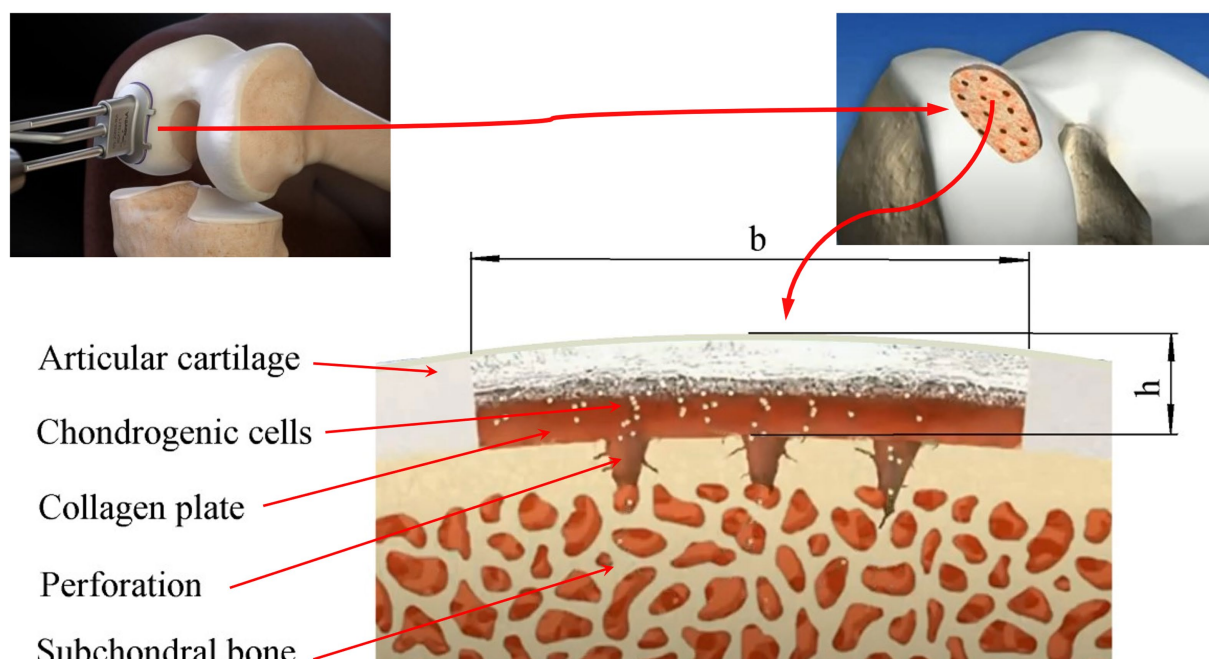 b
h
Articular cartilage
Chondrogenic cells
Collagen plate
Perforation
Subchondral bone